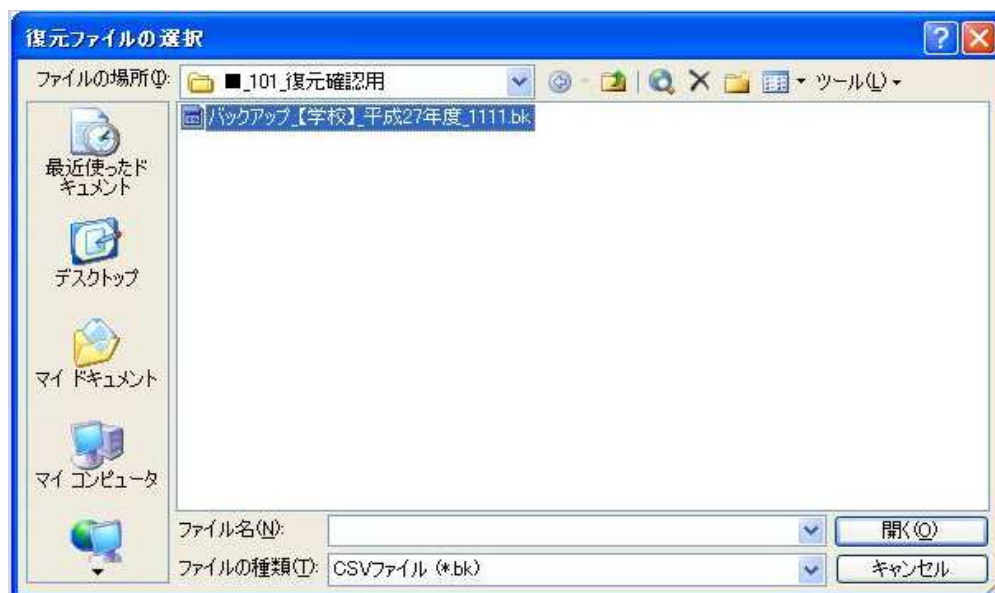 復元ファイルの選択
ファイルの場所(I):
■_101_復元確認用
ツール(L)
バックアップ_【学校】_平成27年度_1111.bk
最近使ったド
キュメント
デスクトップ
マイ ドキュメント
マイ コンピュータ
ファイル名(N):
開く(O)
ファイルの種類(T):
CSVファイル (*.bk)
キャンセル